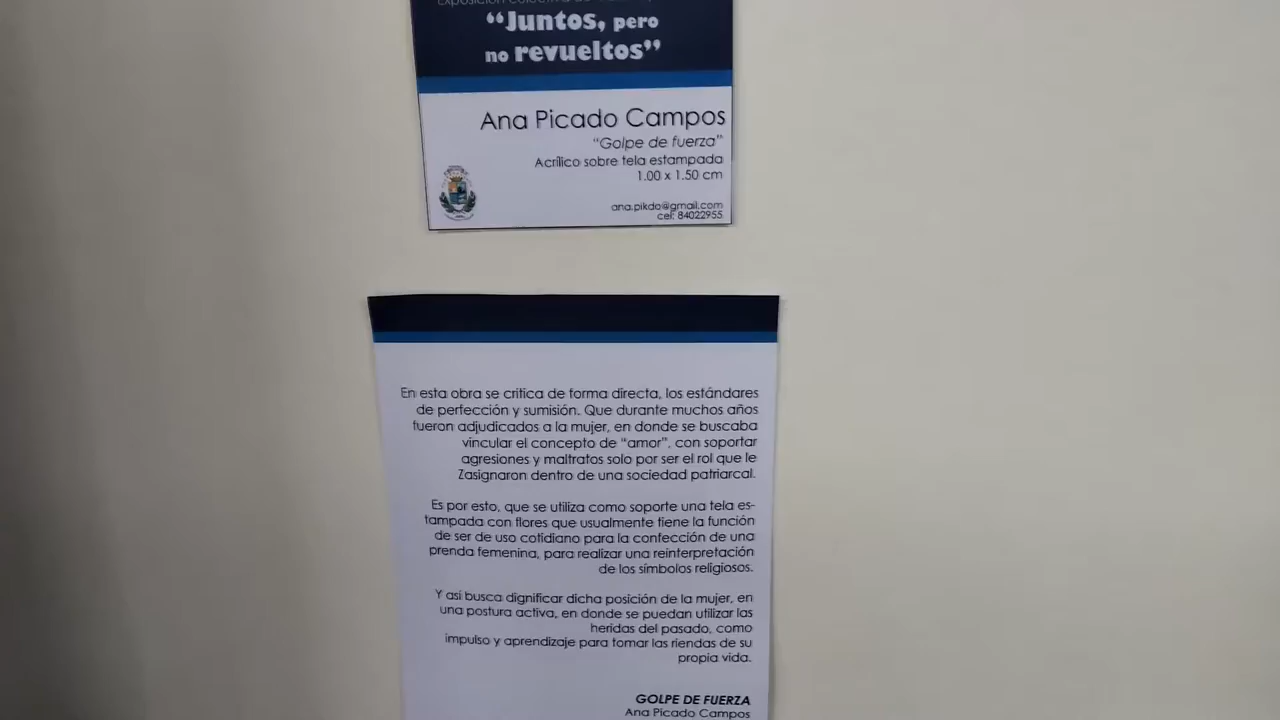 “Juntos, pero
no revueltos”
Ana Picado Campos
“Golpe de fuerza”
Acrílico sobre tela estampada
1.00 x 1.50 cm
ana.pikdo@gmail.com
cel: 84022955
En esta obra se critica de forma directa, los estándares
de perfección y sumisión. Que durante muchos años
fueron adjudicados a la mujer, en donde se buscaba
vincular el concepto de “amor”. con soportar
agresiones y maltratos solo por ser el rol que le
Zasignaron dentro de una sociedad patriarcal.
Es por esto, que se utiliza como soporte una tela es-
tampada con flores que usualmente tiene la función
de ser de uso cotidiano para la confección de una
prenda femenina, para realizar una reinterpretación
de los símbolos religiosos.
Y asi busca dignificar dicha posición de la mujer, en
una postura activa, en donde se puedan utilizar las
heridas del pasado, como
impulso y aprendizaje para tomar las riendas de su
propia vida.
GOLPE DE FUERZA
Ana Picado Campos